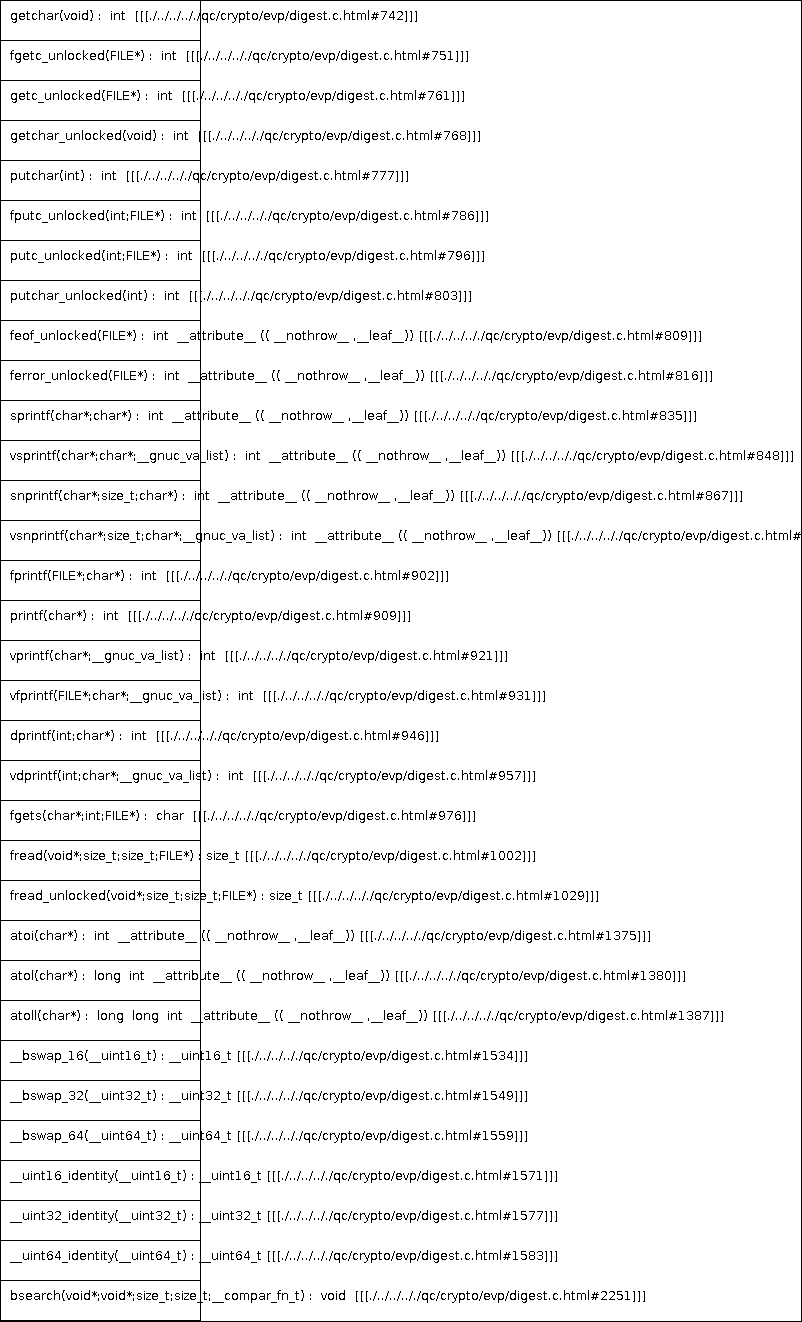 getchar(void) : int [[[./../../../../qc/crypto/evp/digest.c.html#742]]]
fgetc_unlocked(FILE*) : int [[[./../../../../qc/crypto/evp/digest.c.html#751]]]
getc_unlocked(FILE*) : int [[[./../../../../qc/crypto/evp/digest.c.html#761]]]
getchar_unlocked(void) : int [[[./../../../../qc/crypto/evp/digest.c.html#768]]]
putchar(int) : int [[[./../../../../qc/crypto/evp/digest.c.html#777]]]
fputc_unlocked(int;FILE*) : int [[[./../../../../qc/crypto/evp/digest.c.html#786]]]
putc_unlocked(int;FILE*) : int [[[./../../../../qc/crypto/evp/digest.c.html#796]]]
putchar_unlocked(int) : int [[[./../../../../qc/crypto/evp/digest.c.html#803]]]
feof_unlocked(FILE*) : int __attribute__ (( __nothrow__ ,__leaf__)) [[[./../../../../qc/crypto/evp/digest.c.html#809]]]
ferror_unlocked(FILE*) : int __attribute__ (( __nothrow__ ,__leaf__)) [[[./../../../../qc/crypto/evp/digest.c.html#816]]]
sprintf(char*;char*) : int __attribute__ (( __nothrow__ ,__leaf__)) [[[./../../../../qc/crypto/evp/digest.c.html#835]]]
vsprintf(char*;char*;__gnuc_va_list) : int __attribute__ (( __nothrow__ ,__leaf__)) [[[./../../../../qc/crypto/evp/digest.c.html#848]]]
snprintf(char*;size_t;char*) : int __attribute__ (( __nothrow__ ,__leaf__)) [[[./../../../../qc/crypto/evp/digest.c.html#867]]]
vsnprintf(char*;size_t;char*;__gnuc_va_list) : int __attribute__ (( __nothrow__ ,__leaf__)) [[[./../../../../qc/crypto/evp/digest.c.html#
fprintf(FILE*;char*) : int [[[./../../../../qc/crypto/evp/digest.c.html#902]]]
printf(char*) : int [[[./../../../../qc/crypto/evp/digest.c.html#909]]]
vprintf(char*;__gnuc_va_list) : int [[[./../../../../qc/crypto/evp/digest.c.html#921]]]
vfprintf(FILE*;char*;__gnuc_va_list) : int [[[./../../../../qc/crypto/evp/digest.c.html#931]]]
dprintf(int;char*) : int [[[./../../../../qc/crypto/evp/digest.c.html#946]]]
vdprintf(int;char*;__gnuc_va_list) : int [[[./../../../../qc/crypto/evp/digest.c.html#957]]]
fgets(char*;int;FILE*) : char [[[./../../../../qc/crypto/evp/digest.c.html#976]]]
fread(void*;size_t;size_t;FILE*) : size_t [[[./../../../../qc/crypto/evp/digest.c.html#1002]]]
fread_unlocked(void*;size_t;size_t;FILE*) : size_t [[[./../../../../qc/crypto/evp/digest.c.html#1029]]]
atoi(char*) : int __attribute__ (( __nothrow__ ,__leaf__)) [[[./../../../../qc/crypto/evp/digest.c.html#1375]]]
atol(char*) : long int __attribute__ (( __nothrow__ ,__leaf__)) [[[./../../../../qc/crypto/evp/digest.c.html#1380]]]
atoll(char*) : long long int __attribute__ (( __nothrow__ ,__leaf__)) [[[./../../../../qc/crypto/evp/digest.c.html#1387]]]
__bswap_16(__uint16_t) : __uint16_t [[[./../../../../qc/crypto/evp/digest.c.html#1534]]]
__bswap_32(__uint32_t) : __uint32_t [[[./../../../../qc/crypto/evp/digest.c.html#1549]]]
__bswap_64(__uint64_t) : __uint64_t [[[./../../../../qc/crypto/evp/digest.c.html#1559]]]
__uint16_identity(__uint16_t) : __uint16_t [[[./../../../../qc/crypto/evp/digest.c.html#1571]]]
__uint32_identity(__uint32_t) : __uint32_t [[[./../../../../qc/crypto/evp/digest.c.html#1577]]]
__uint64_identity(__uint64_t) : __uint64_t [[[./../../../../qc/crypto/evp/digest.c.html#1583]]]
bsearch(void*;void*;size_t;size_t;__compar_fn_t) : void [[[./../../../../qc/crypto/evp/digest.c.html#2251]]]